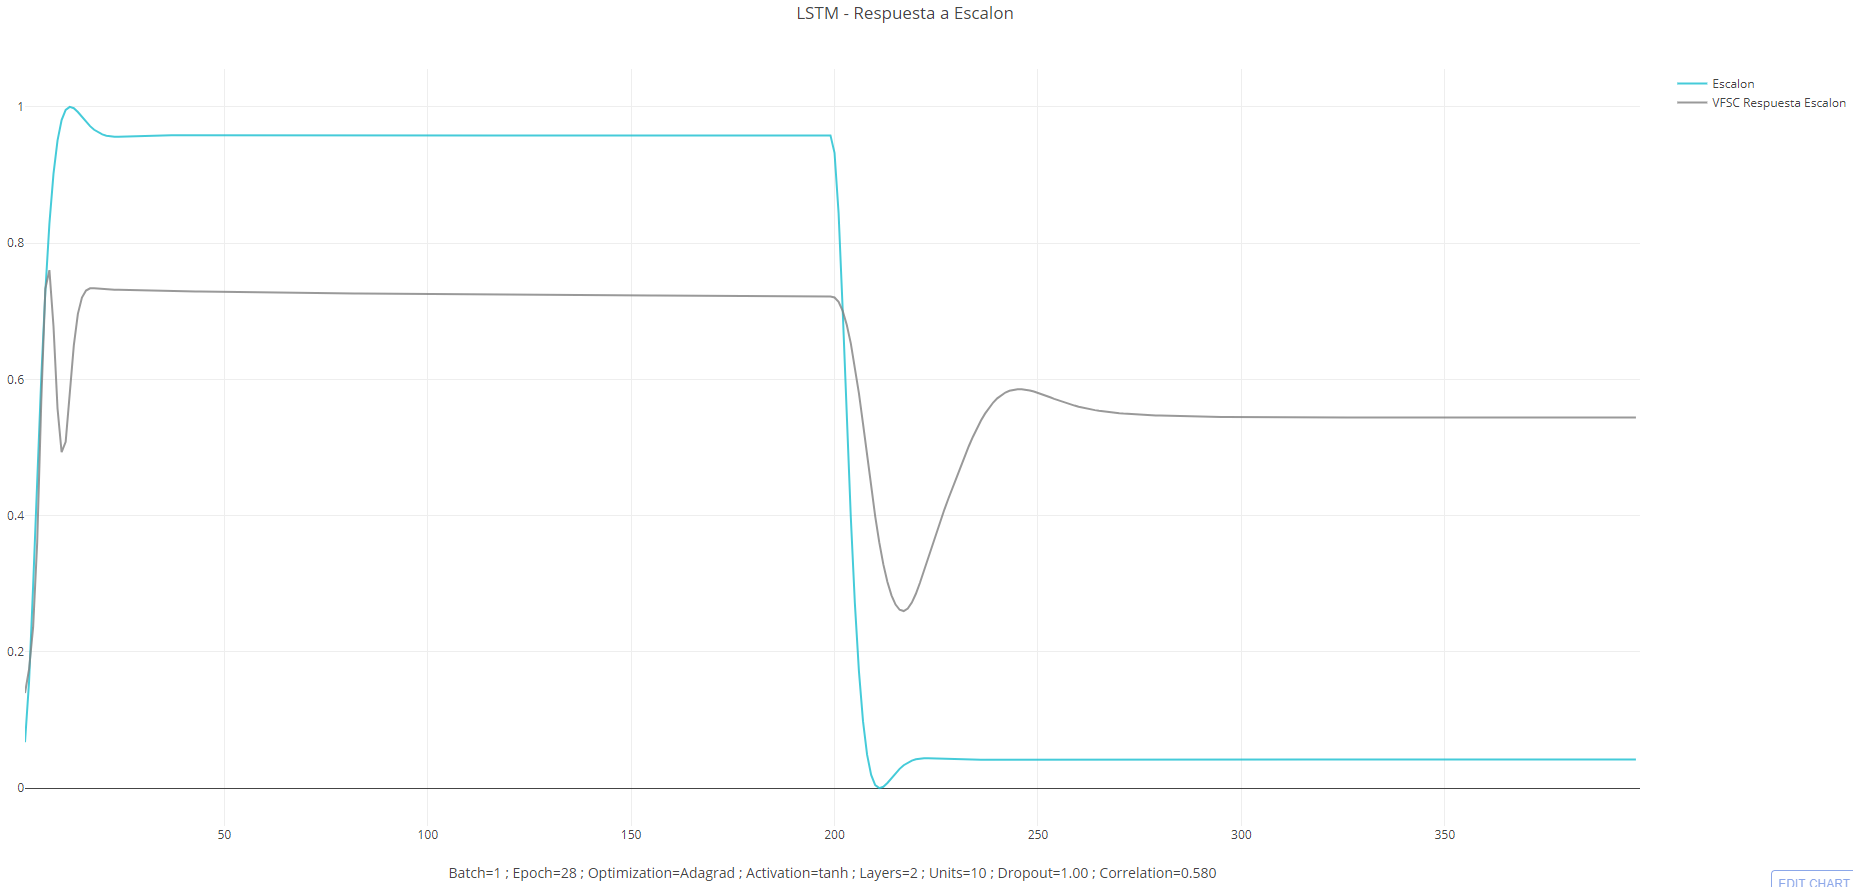 LSTM - Respuesta a Escalon
Escalon
VFSC Respuesta Escalon
1
0.8
0.6
0.4
0.2
0
50 100 150 200 250 300 350
Batch=1 ; Epoch=28 ; Optimization=Adagrad ; Activation=tanh ; Layers=2 ; Units=10 ; Dropout=1.00 ; Correlation=0.580
EDIT CHART